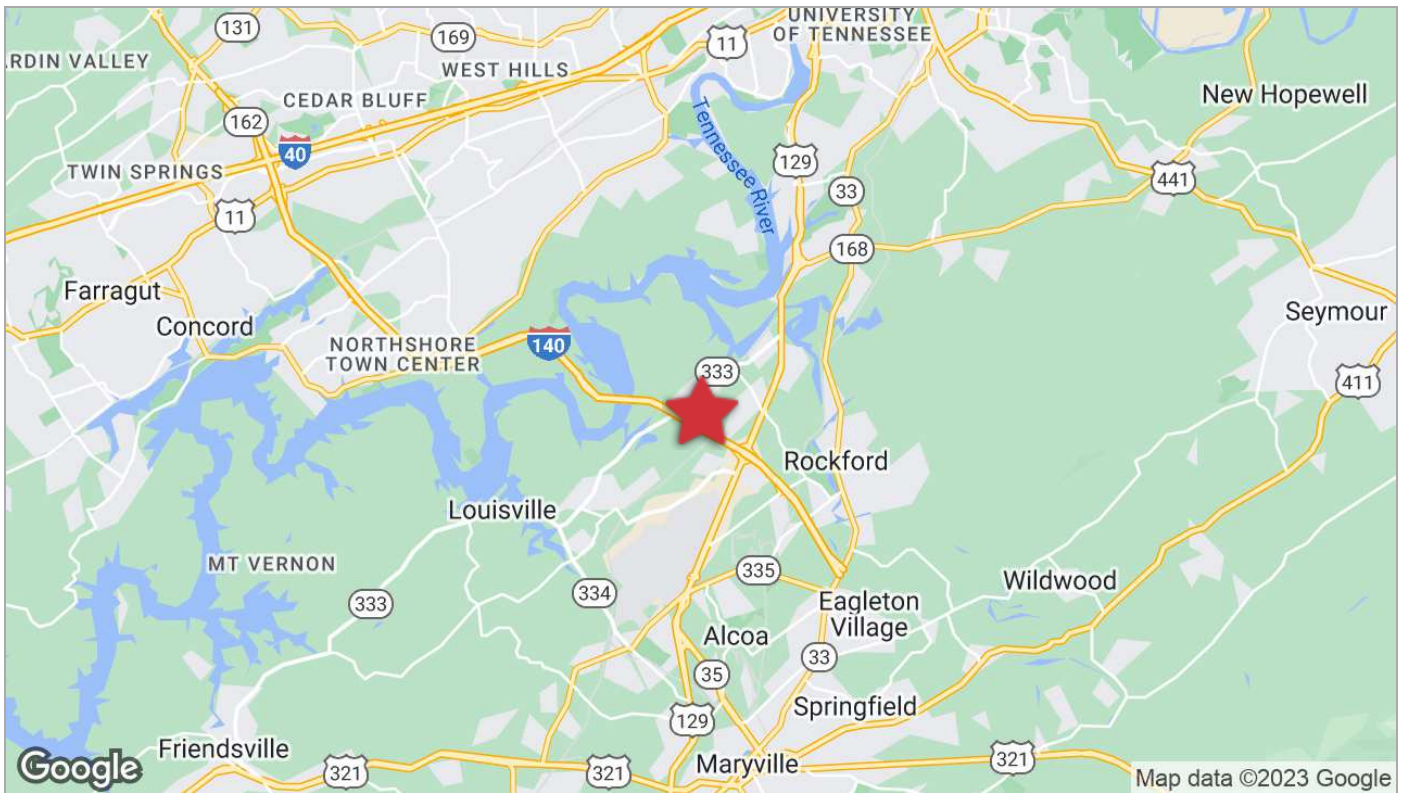 UNIVERSITY
OF TENNESSEE
131
169
11
RDIN VALLEY
WEST HILLS
CEDAR BLUFF
New Hopewell
162
40
Tennessee River
129
TWIN SPRINGS
441
33
11
168
Farragut
Concord
Seymour
NORTHSHORE
TOWN CENTER
140
333
411
Rockford
Louisville
MT VERNON
335
Wildwood
334
333
Eagleton
Village
Alcoa
33
35
Springfield
129
Friendsville
Maryville
321
321
321
Google
Map data ©2023 Google